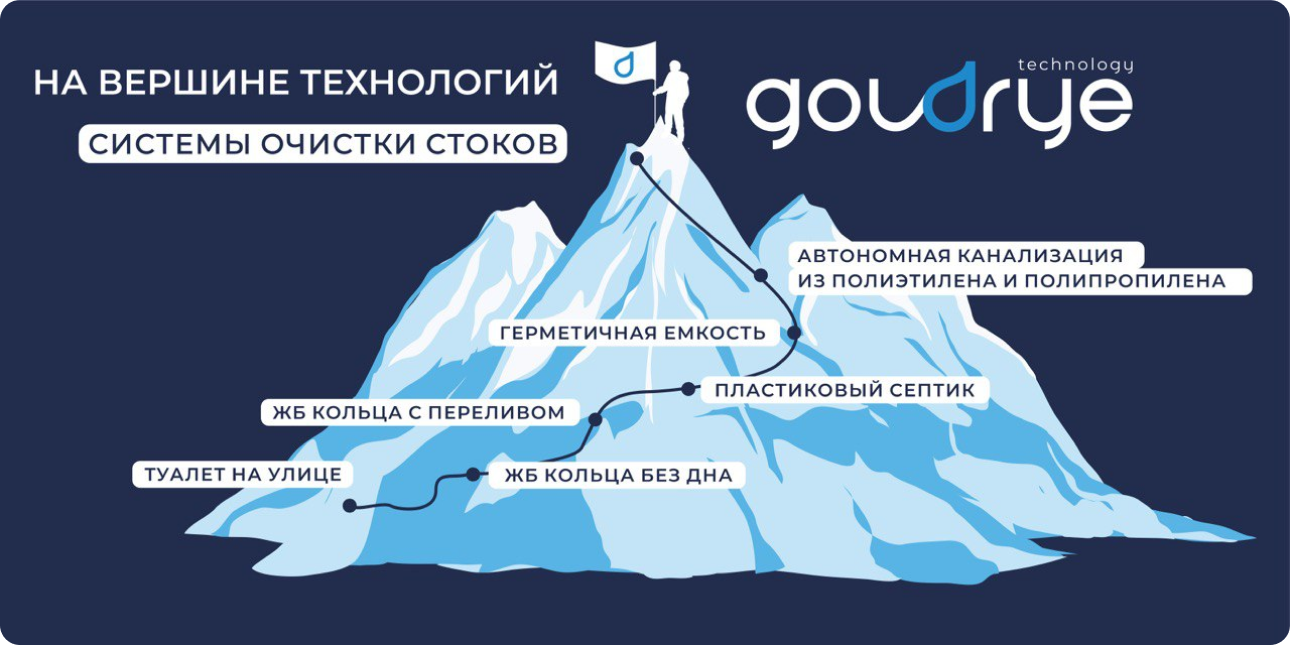 НА ВЕРШИНЕ ТЕХНОЛОГИЙ
СИСТЕМЫ ОЧИСТКИ СТОКОВ
technology
goudrye
АВТОНОМНАЯ КАНАЛИЗАЦИЯ
ИЗ ПОЛИЭТИЛЕНА И ПОЛИПРОПИЛЕНА
ГЕРМЕТИЧНАЯ ЕМКОСТЬ
ПЛАСТИКОВЫЙ СЕПТИК
ЖБ КОЛЬЦА С ПЕРЕЛИВОМ
ТУАЛЕТ НА УЛИЦЕ
ЖБ КОЛЬЦА БЕЗ ДНА